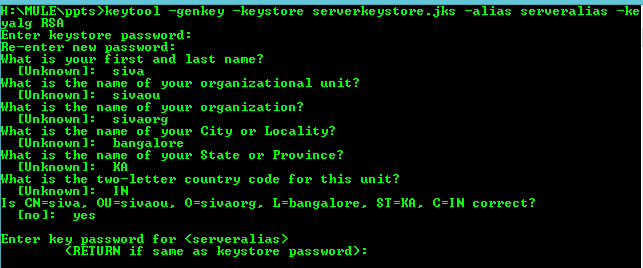 H:\MULE\ppts>keytool -genkey -keystore serverkeystore.jks -alias serveralias -ke
yalg RSA
Enter keystore password:
Re-enter new password:
What is your first and last name?
  [Unknown]:  siva
What is the name of your organizational unit?
  [Unknown]:  sivaou
What is the name of your organization?
  [Unknown]:  sivaorg
What is the name of your City or Locality?
  [Unknown]:  bangalore
What is the name of your State or Province?
  [Unknown]:  KA
What is the two-letter country code for this unit?
  [Unknown]:  IN
Is CN=siva, OU=sivaou, O=sivaorg, L=bangalore, ST=KA, C=IN correct?
  [no]:  yes

Enter key password for <serveralias>
        (RETURN if same as keystore password):